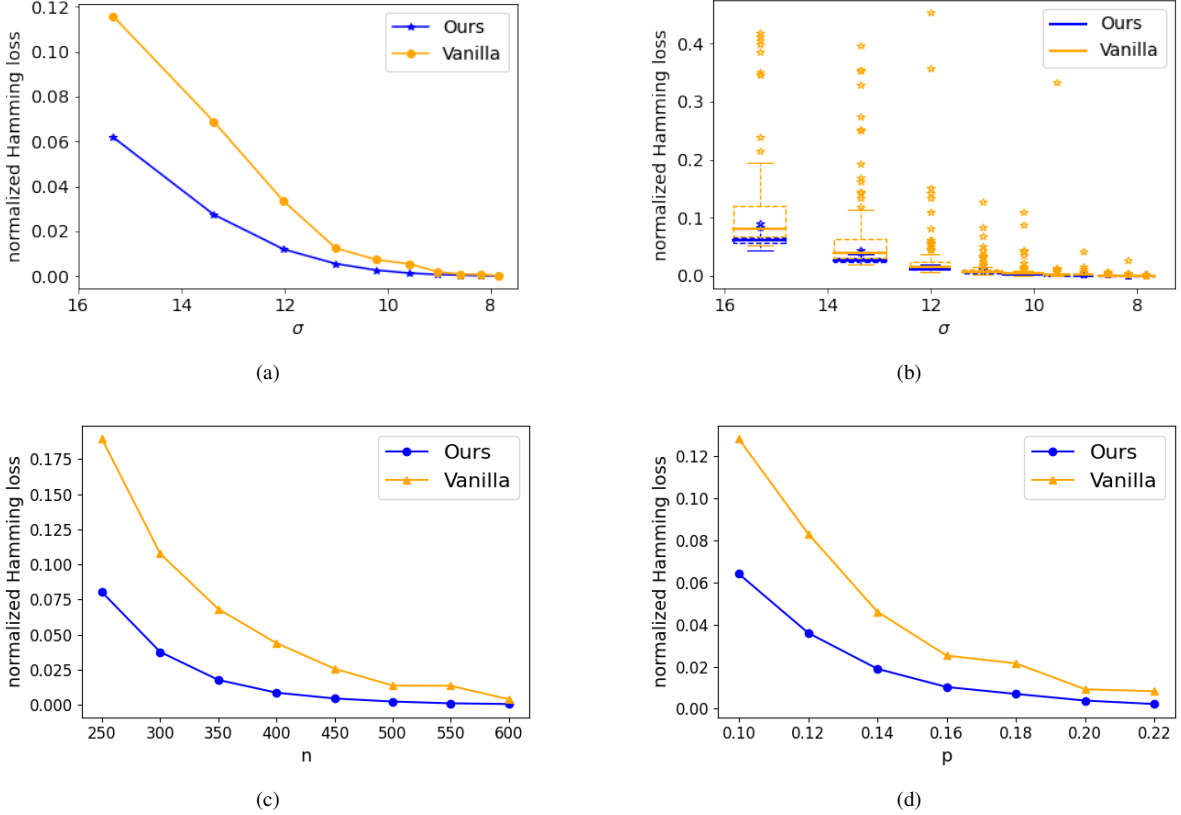 normalized Hamming loss
0.12
0.10
0.08
0.06
0.04
0.02
0.00
16
14
12
10
8
σ
Ours
Vanilla
(a)
normalized Hamming loss
0.4
0.3
0.2
0.1
0.0
16
14
12
10
8
σ
Ours
Vanilla
(b)
normalized Hamming loss
0.175
0.150
0.125
0.100
0.075
0.050
0.025
0.000
250
300
350
400
450
500
550
600
n
Ours
Vanilla
(c)
normalized Hamming loss
0.12
0.10
0.08
0.06
0.04
0.02
0.00
0.10
0.12
0.14
0.16
0.18
0.20
0.22
p
Ours
Vanilla
(d)